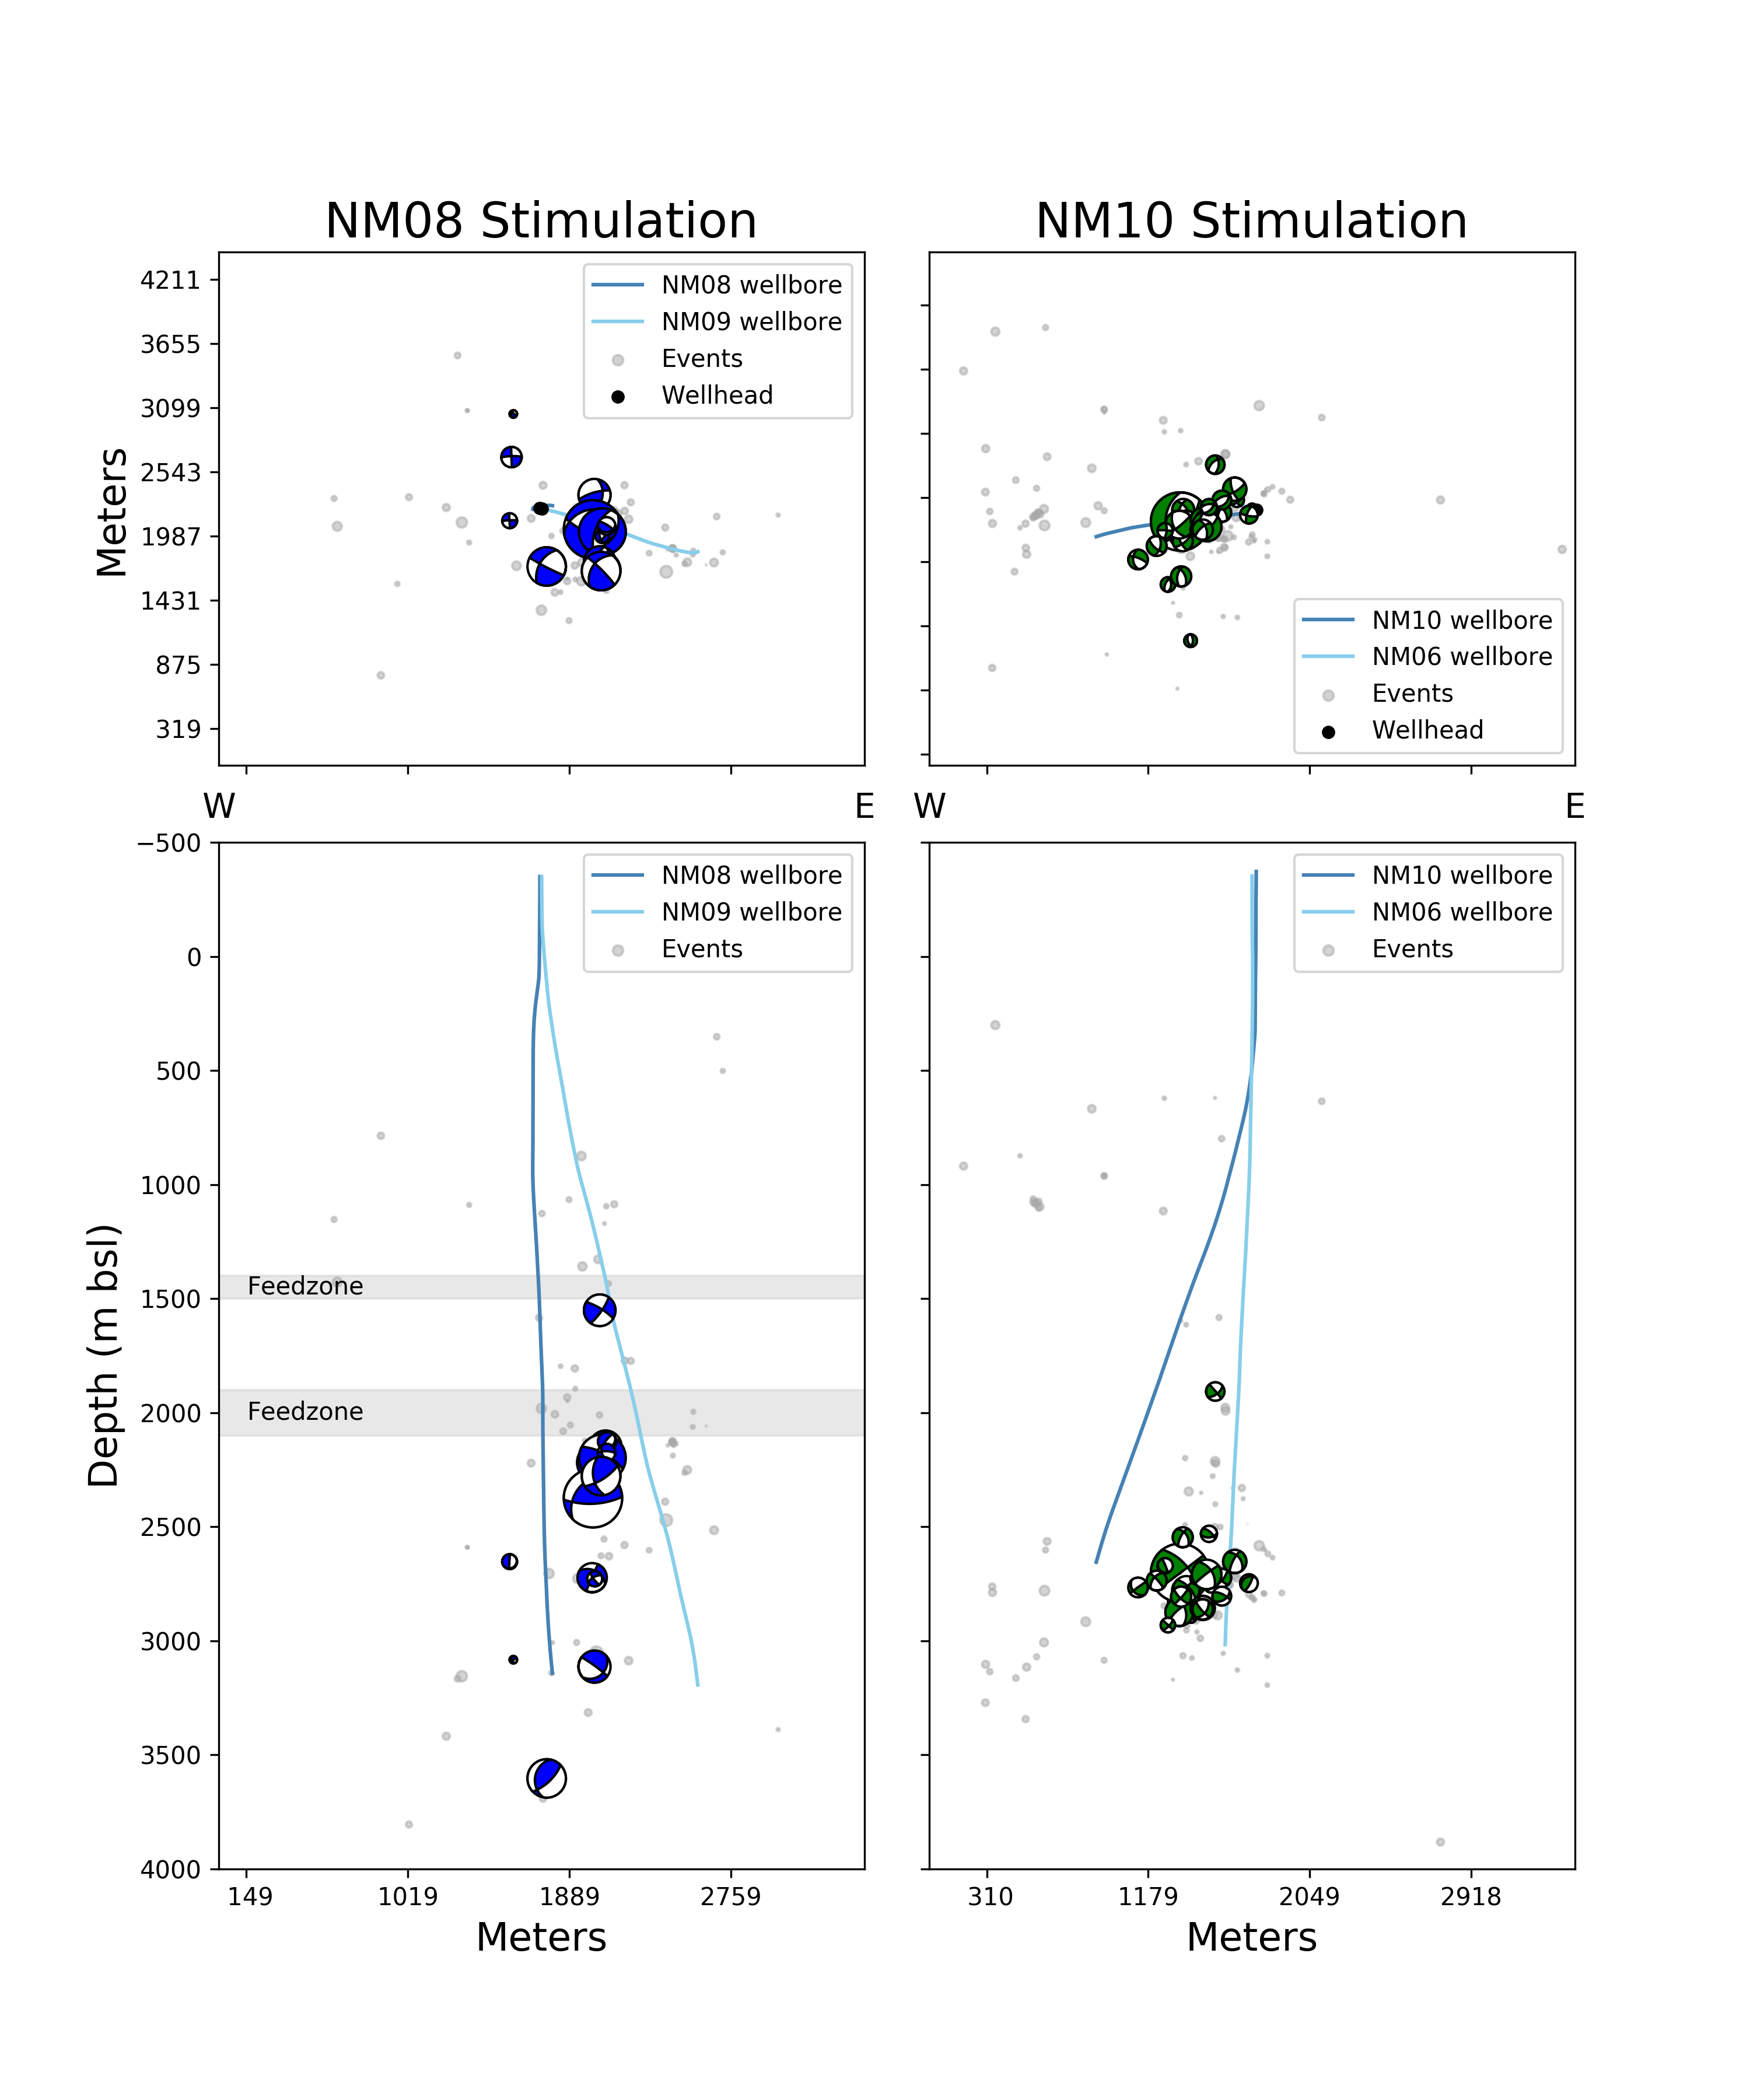 NM08 Stimulation
NM10 Stimulation
4211
3655
3099
2543
1987
1431
875
319
Meters
NM08 wellbore
NM09 wellbore
Events
Wellhead
NM10 wellbore
NM06 wellbore
Events
Wellhead
W
E
W
E
−500
0
500
1000
1500
2000
2500
3000
3500
4000
Depth (m bsl)
NM08 wellbore
NM09 wellbore
Events
Feedzone
Feedzone
NM10 wellbore
NM06 wellbore
Events
149
1019
1889
2759
310
1179
2049
2918
Meters
Meters